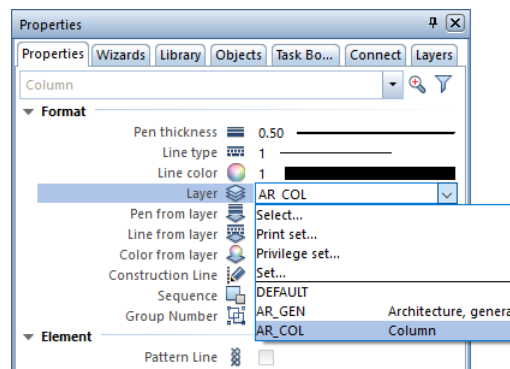 Properties
Properties Wizards Library Objects Task Bo... Connect Layers
Column
Format
Pen thickness 0.50
Line type 1
Line color 1
Layer AR_COL
Pen from layer Select...
Line from layer Print set...
Color from layer Privilege set...
Construction Line Set...
Sequence DEFAULT
Group Number AR_GEN Architecture, genera
AR_COL Column
Element
Pattern Line